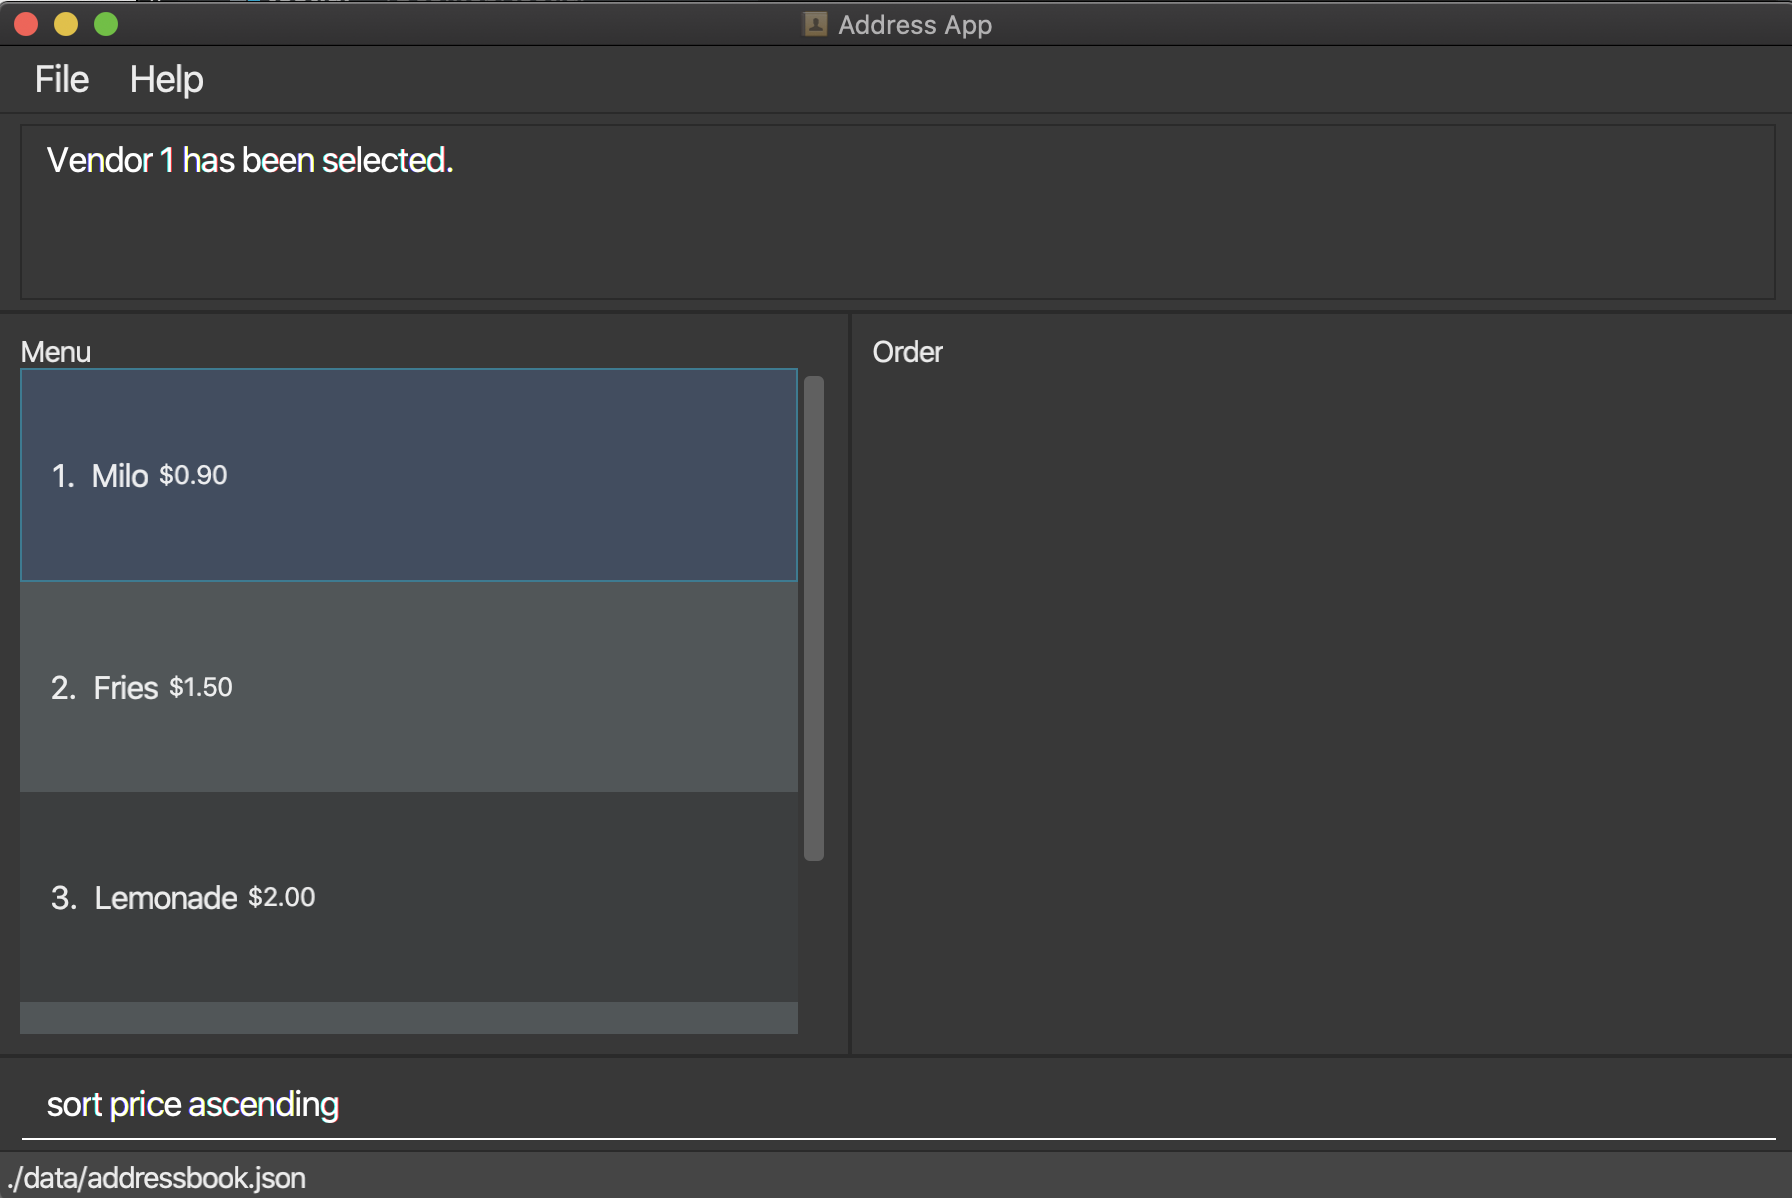 Address App
File Help
Vendor 1 has been selected.
Menu
Order
1. Milo $0.90
2. Fries $1.50
3. Lemonade $2.00
sort price ascending
./data/addressbook.json